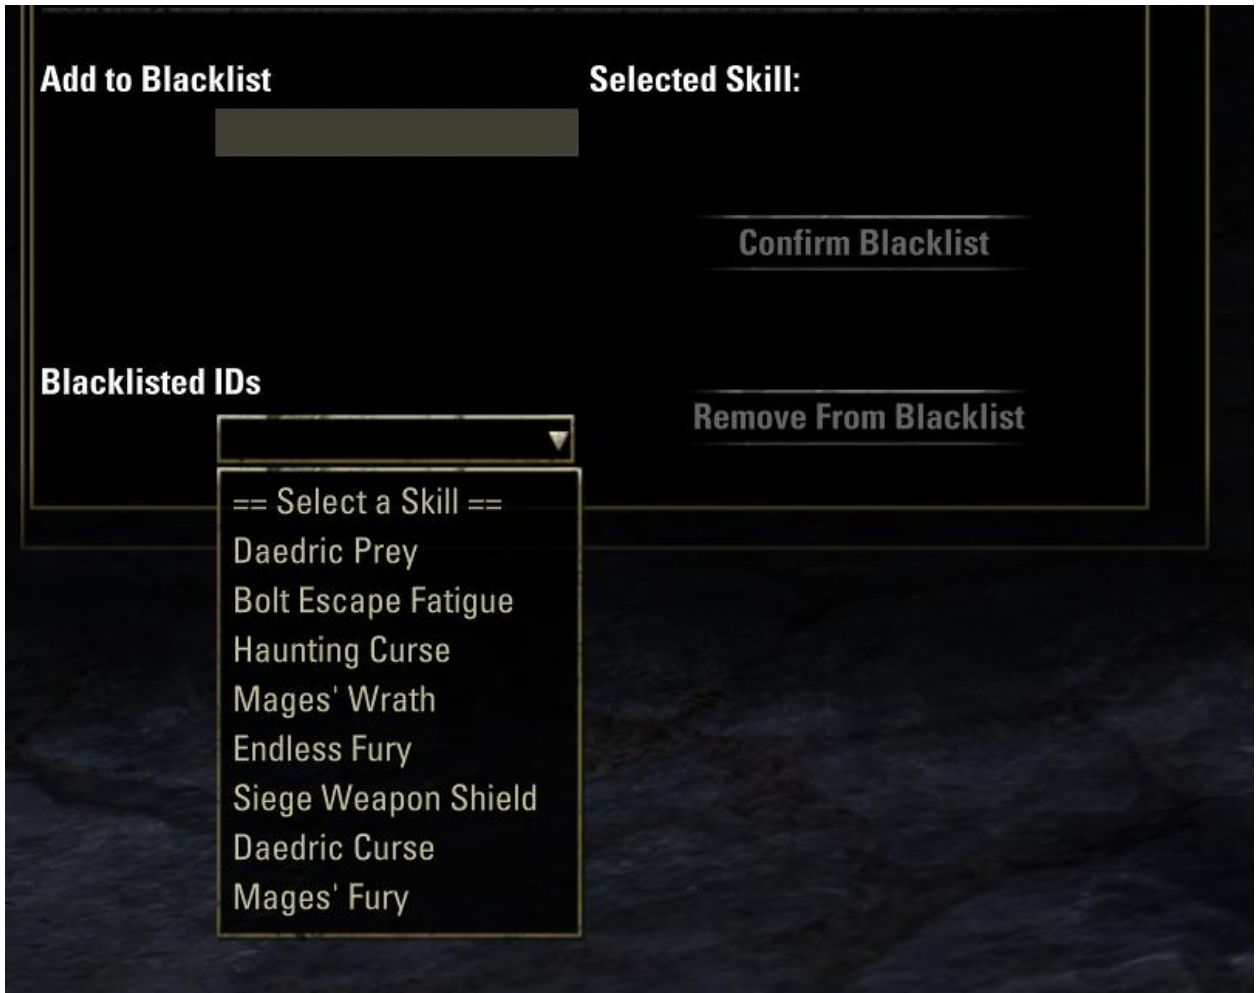 Add to Blacklist
Selected Skill:
Confirm Blacklist
Blacklisted IDs
Remove From Blacklist
== Select a Skill ==
Daedric Prey
Bolt Escape Fatigue
Haunting Curse
Mages' Wrath
Endless Fury
Siege Weapon Shield
Daedric Curse
Mages' Fury